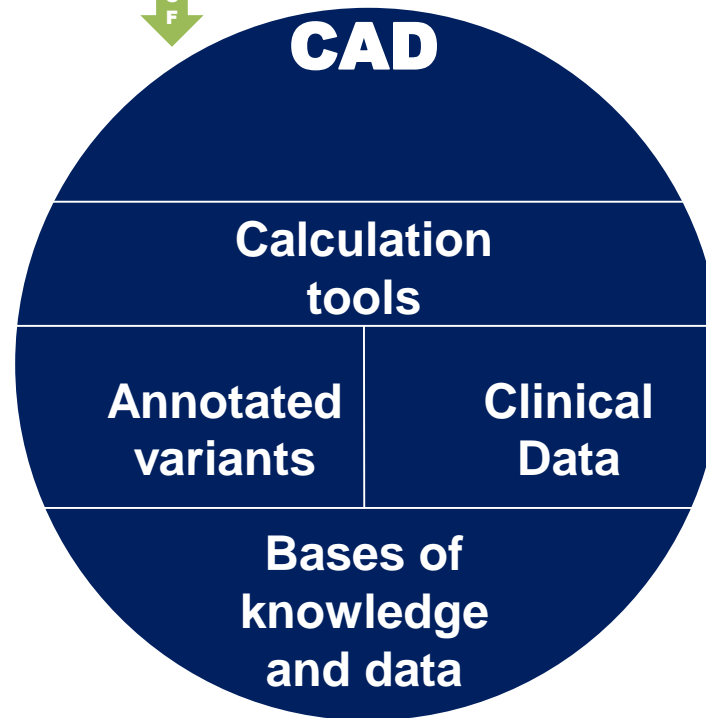 F
CAD
Calculation
tools
Annotated
variants
Clinical
Data
Bases of
knowledge
and data